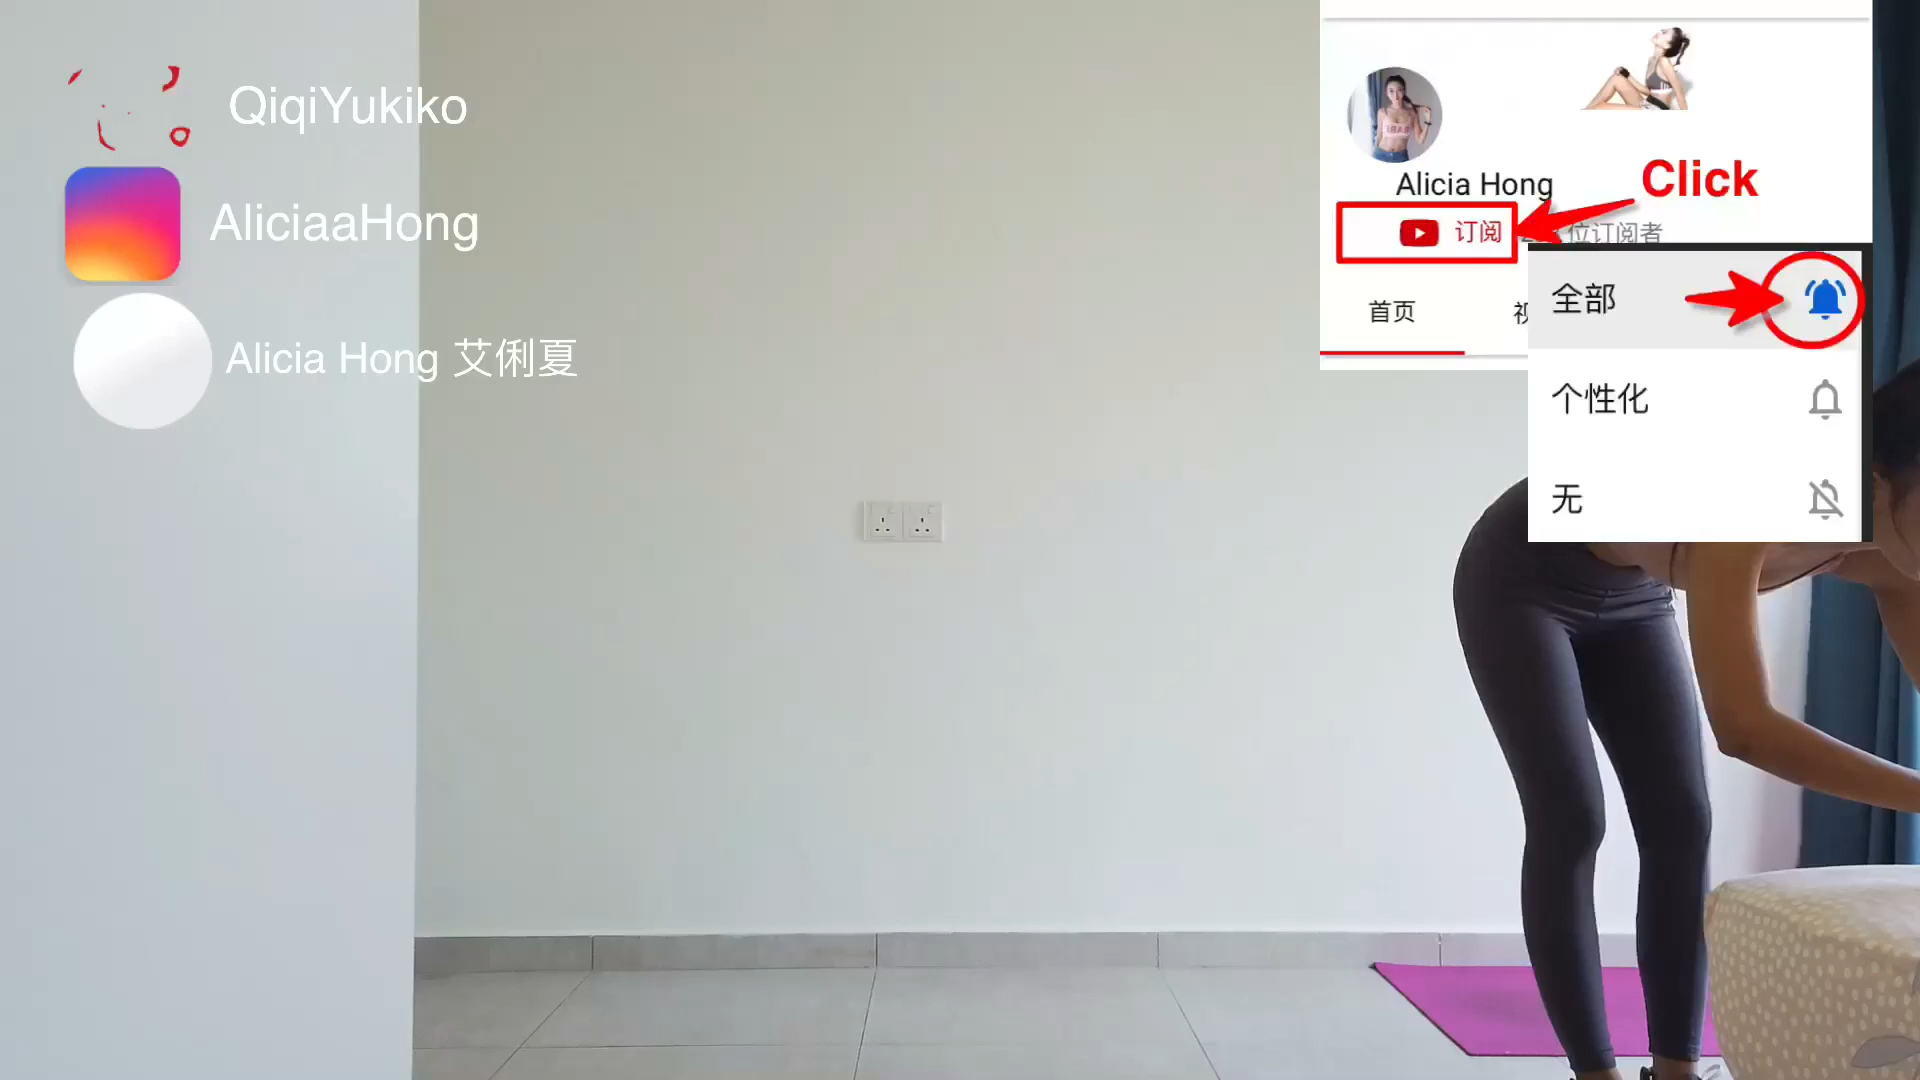 QiqiYukiko
AliciaaHong
Alicia Hong 艾俐夏
Alicia Hong
Click
订阅
位订阅者
首页
全部
个性化
无